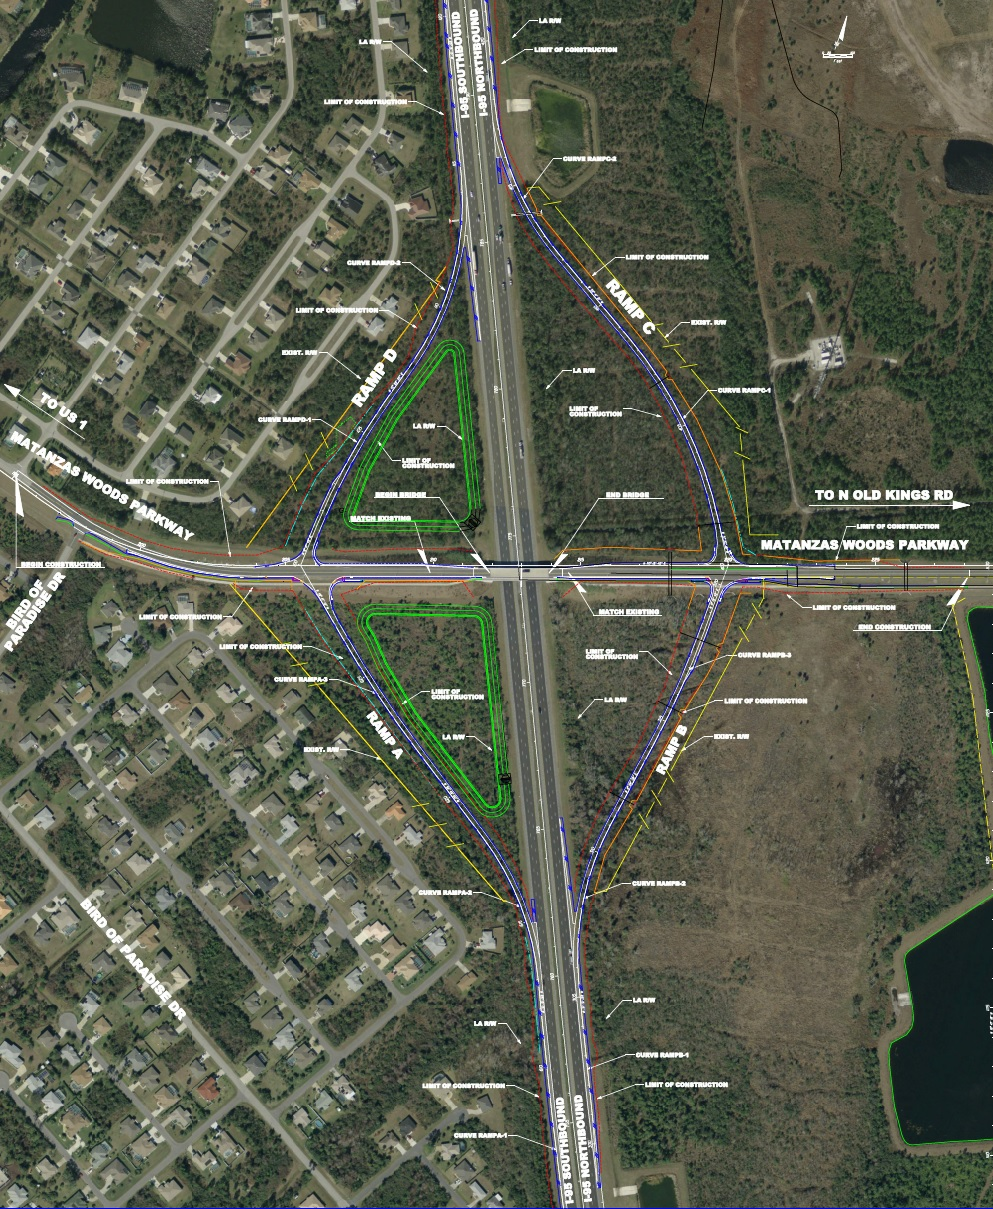 I-95 SOUTHBOUND
I-95 NORTHBOUND
LA R/W
LA R/W
LIMIT OF CONSTRUCTION
LIMIT OF CONSTRUCTION
CURVE RAMPC-2
LIMIT OF CONSTRUCTION
CURVE RAMPD-2
RAMP C
LIMIT OF CONSTRUCTION
EXIST. R/W
EXIST. R/W
RAMP D
LA R/W
CURVE RAMPC-1
TO US 1
LIMIT OF
CONSTRUCTION
CURVE RAMPD-1
LA R/W
MATANZAS WOODS PARKWAY
LIMIT OF
CONSTRUCTION
LIMIT OF CONSTRUCTION
BEGIN BRIDGE
END BRIDGE
TO N OLD KINGS RD
MATCH EXISTING
LIMIT OF CONSTRUCTION
MATANZAS WOODS PARKWAY
BEGIN CONSTRUCTION
BIRD OF
PARADISE DR
LIMIT OF CONSTRUCTION
MATCH EXISTING
LIMIT OF CONSTRUCTION
END CONSTRUCTION
LIMIT OF CONSTRUCTION
LIMIT OF
CONSTRUCTION
CURVE RAMPB-3
CURVE RAMPA-3
LIMIT OF
CONSTRUCTION
LA R/W
LIMIT OF CONSTRUCTION
RAMP A
LA R/W
EXIST. R/W
EXIST. R/W
RAMP B
CURVE RAMPA-2
CURVE RAMPB-2
BIRD OF PARADISE DR
LA R/W
LA R/W
CURVE RAMPB-1
LIMIT OF CONSTRUCTION
LIMIT OF CONSTRUCTION
CURVE RAMPA-1
I-95 SOUTHBOUND
I-95 NORTHBOUND